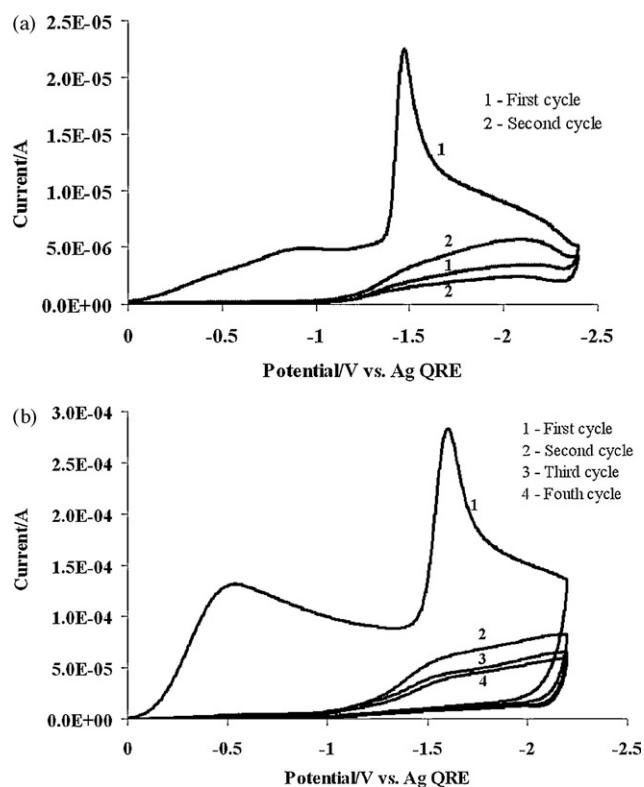 (a)
2.5E-05
2.0E-05
1.5E-05
1.0E-05
5.0E-06
0.0E+00
Current/A
1 - First cycle
2 - Second cycle
1
2
1
2
0 -0.5 -1 -1.5 -2 -2.5
Potential/V vs. Ag QRE
(b)
3.0E-04
2.5E-04
2.0E-04
1.5E-04
1.0E-04
5.0E-05
0.0E+00
Current/A
1 - First cycle
2 - Second cycle
3 - Third cycle
4 - Fouth cycle
1
2
3
4
0 -0.5 -1 -1.5 -2
Potential/V vs. Ag QRE